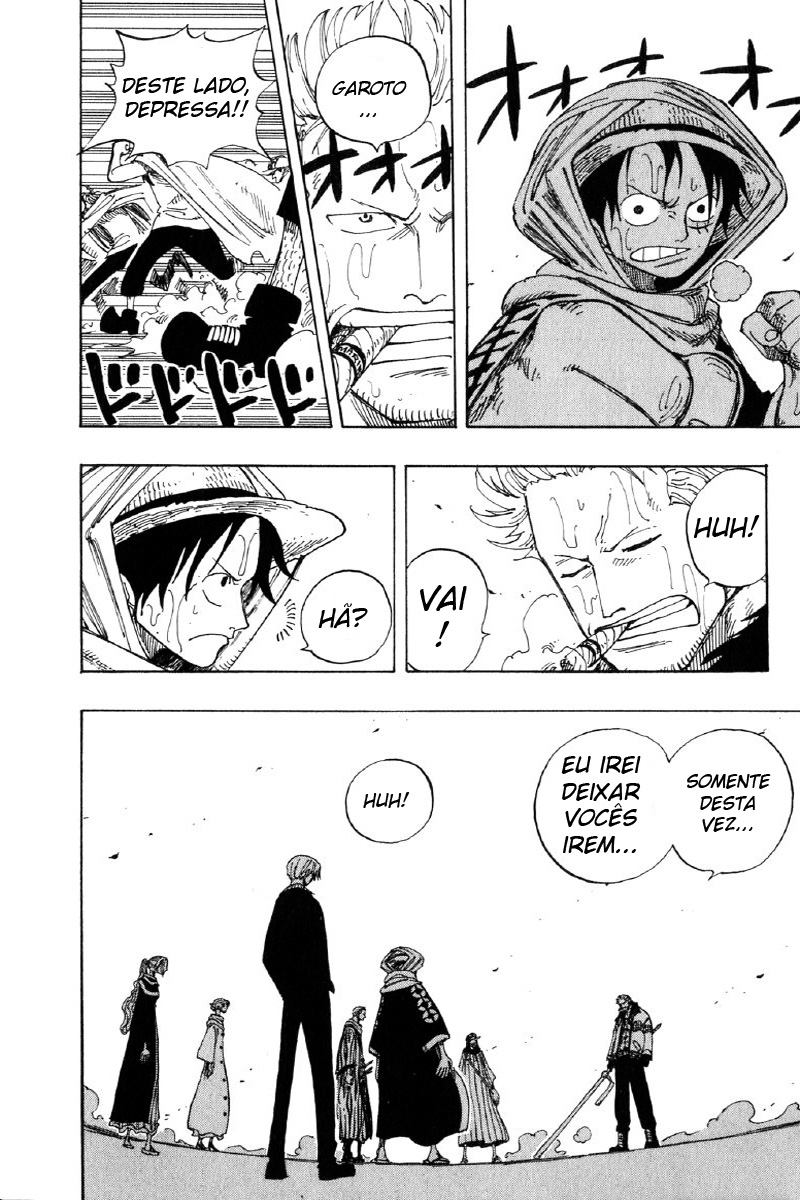 オオオオオ
GAROTO
...
オオオオ
DESTE LADO,
DEPRESSA!!
ドドドド
HUH!
VAI
!
HÃ?
SOMENTE
DESTA
VEZ...
EU IREI
DEIXAR
VOCÊS
IREM...
HUH!